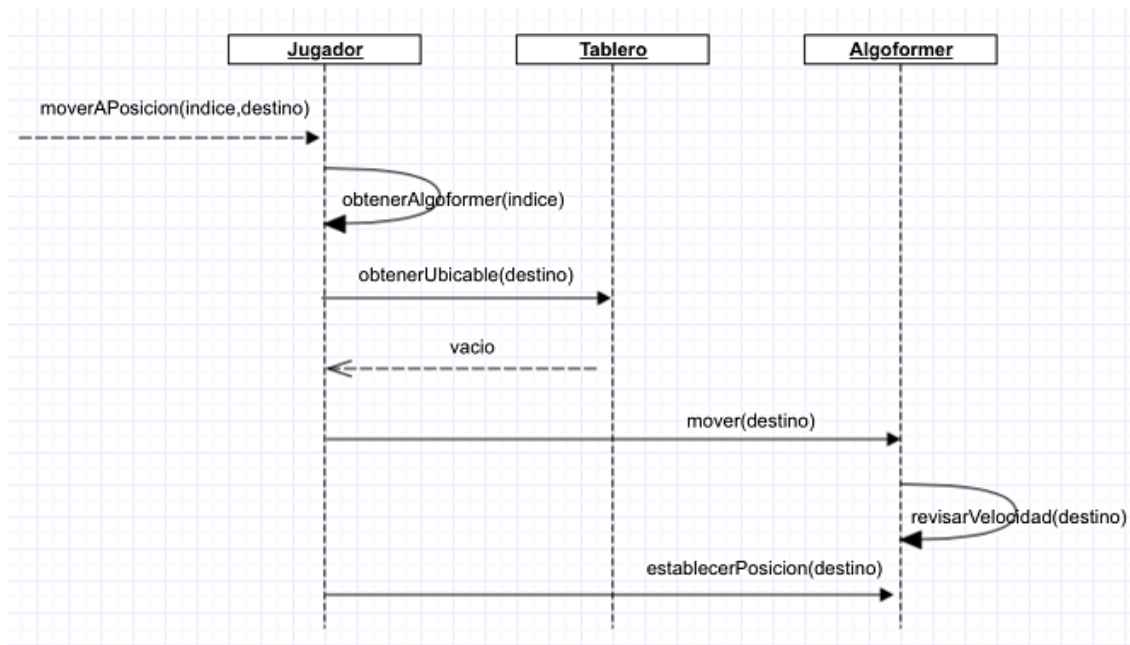 Jugador
Tablero
Algoformer
moverAPosicion(indice,destino)
obtenerAlgoformer(indice)
obtenerUbicable(destino)
vacio
mover(destino)
revisarVelocidad(destino)
establecerPosicion(destino)